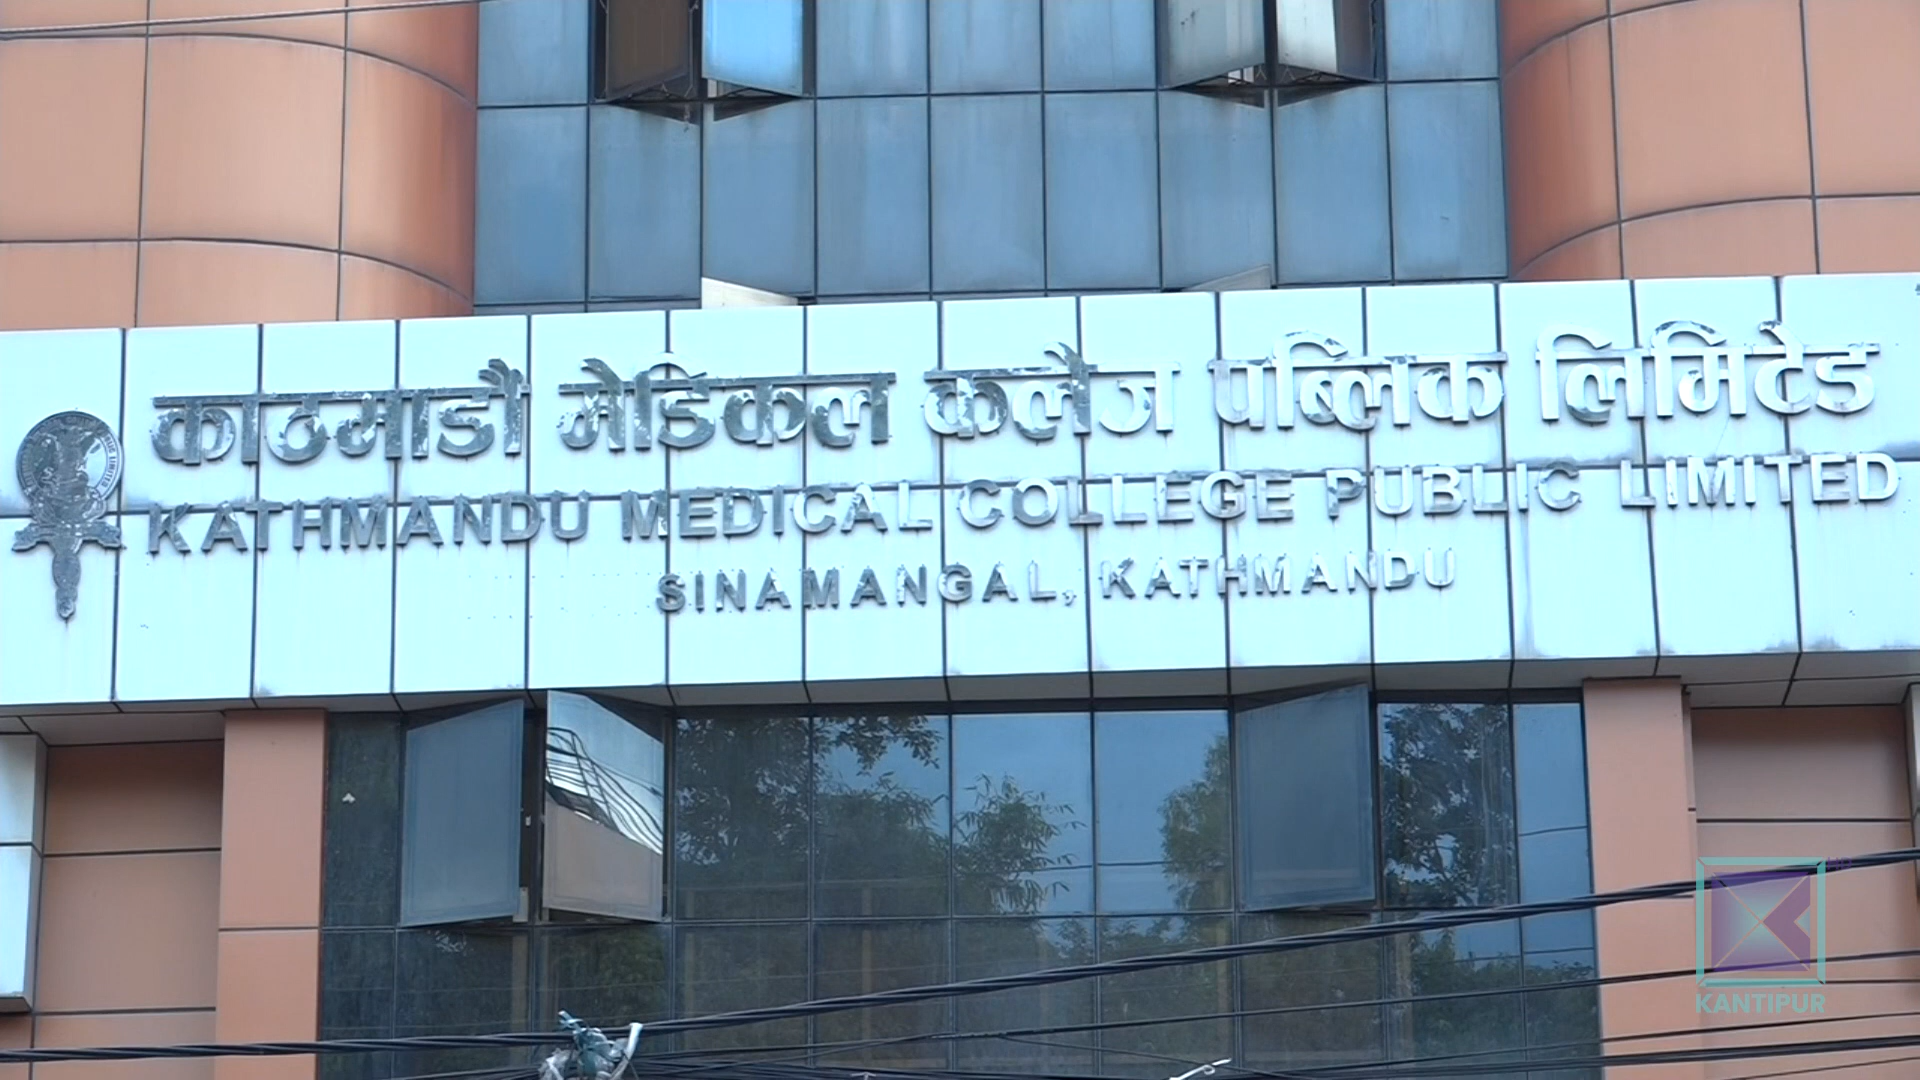 काठमाडौं मेडिकल कलेज पब्लिक लिमिटेड
KATHMANDU MEDICAL COLLEGE PUBLIC LIMITED
SINAMANGAL, KATHMANDU
KANTIPUR